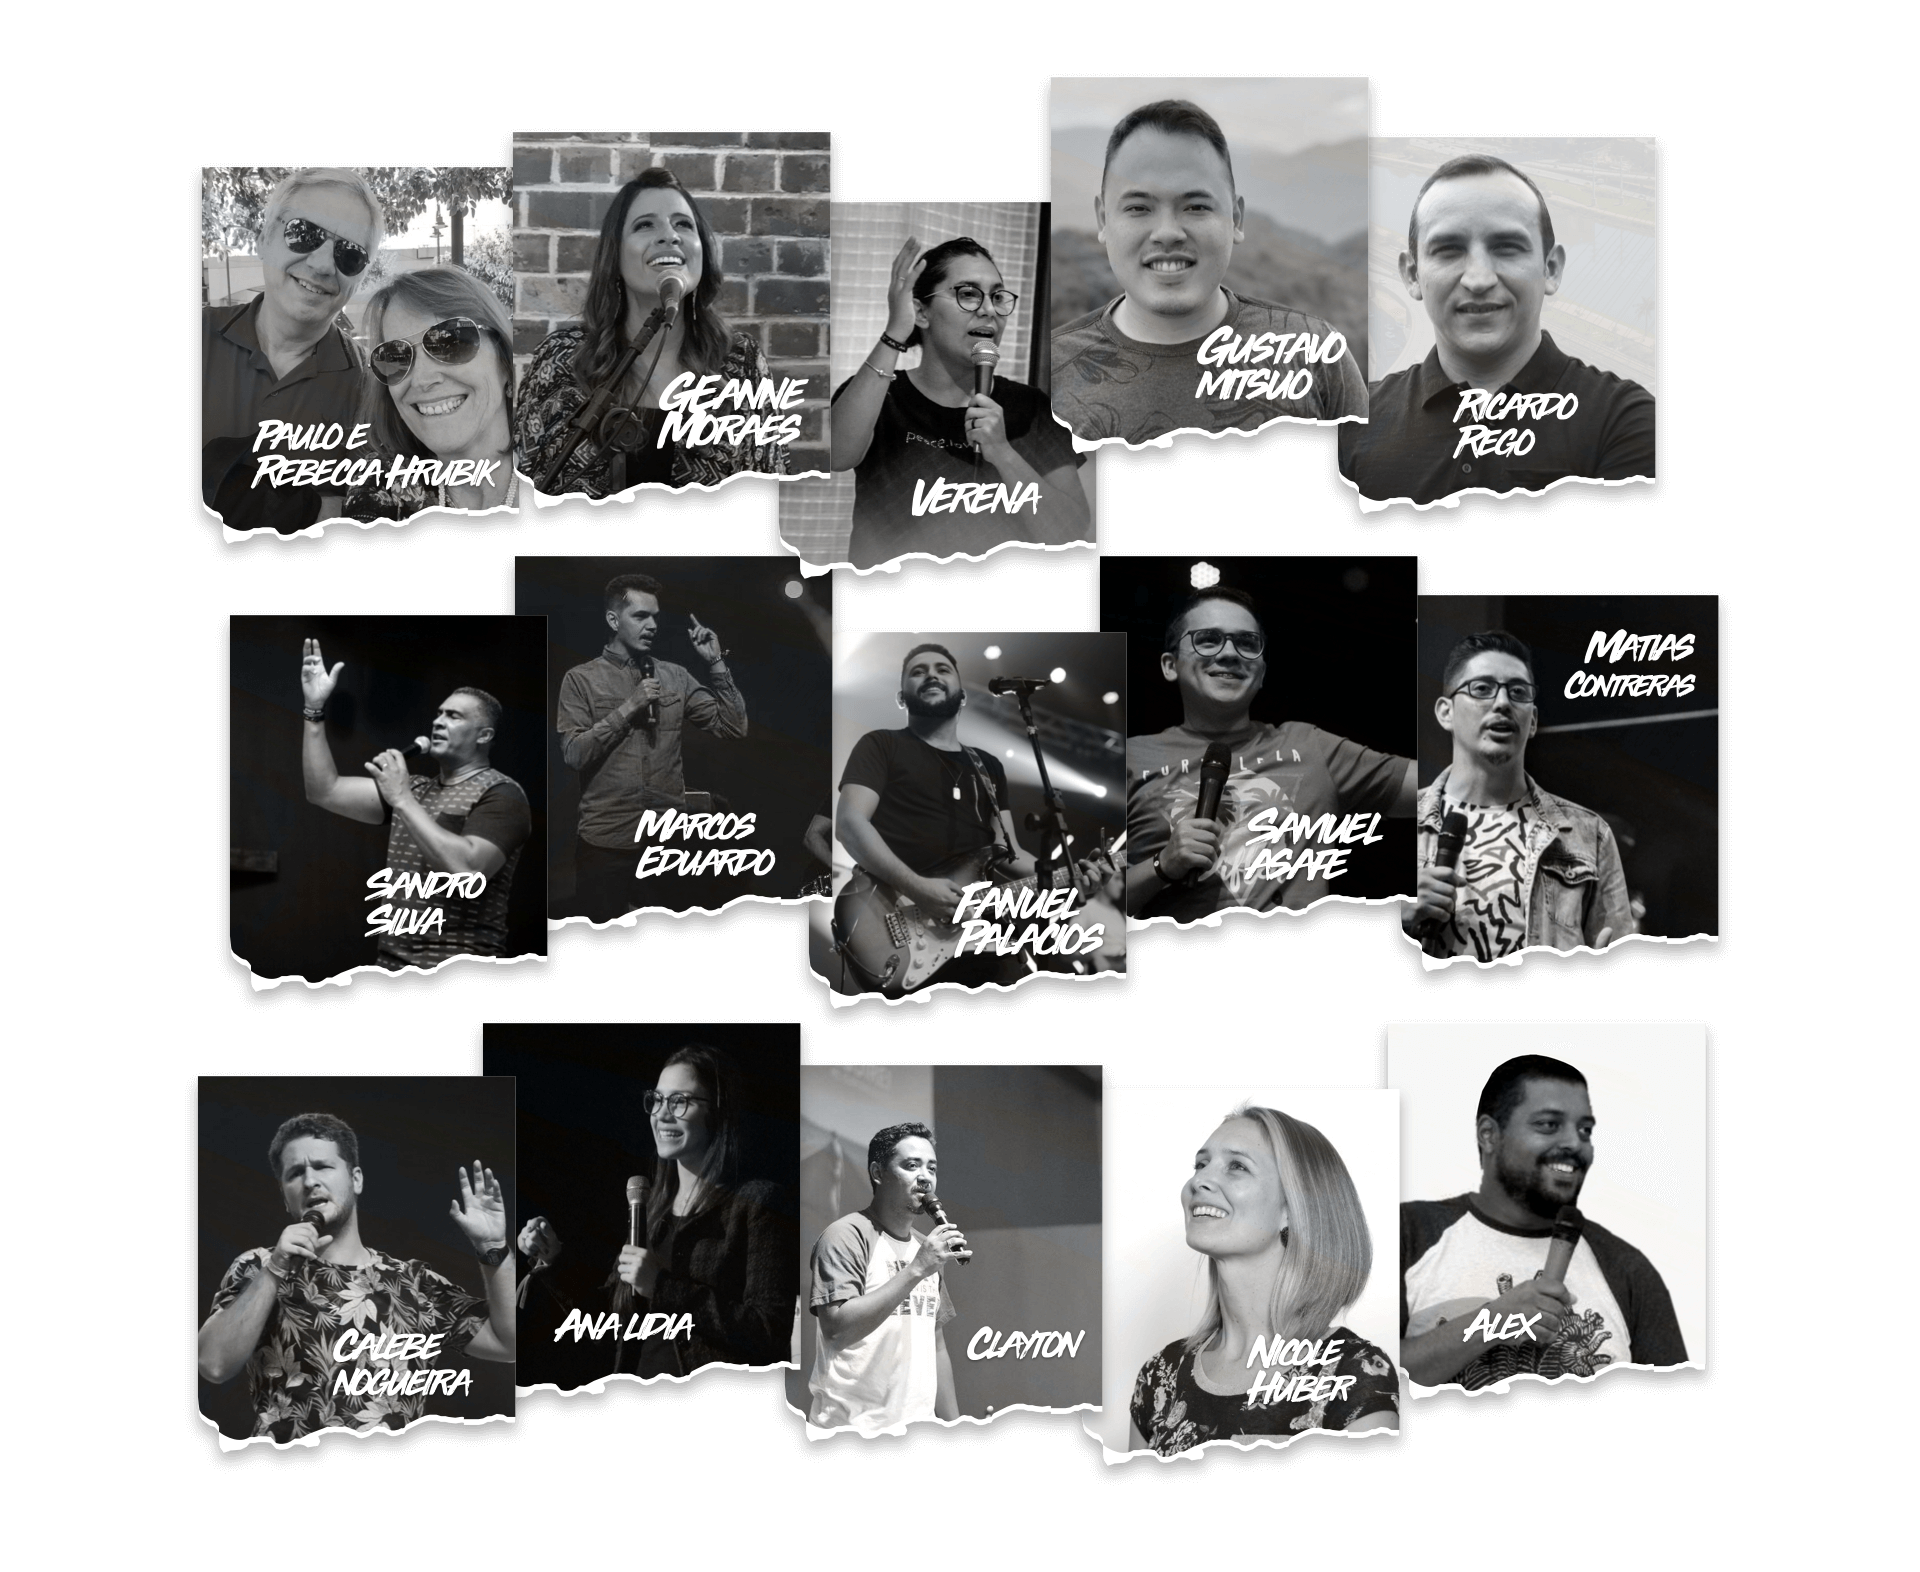 PAULO E
REBECCA HRUBIK
GEANNE
MORAES
VERENA
GUSTAVO
MITSUO
RICARDO
REGO
SANDRO
SILVA
MARCOS
EDUARDO
FANUEL
PALACIOS
SAMUEL
ASAFE
MATIAS
CONTRERAS
CALEBE
NOGUEIRA
ANA LIDIA
CLAYTON
NICOLE
HUBER
ALEX